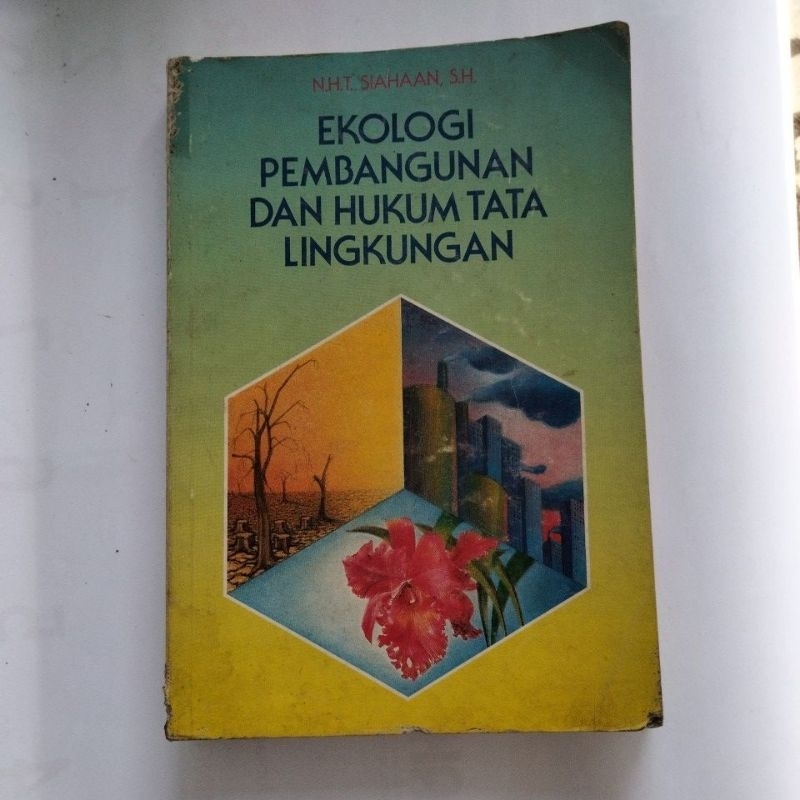 N.H.T. SIAHAAN, S.H.
EKOLOGI
PEMBANGUNAN
DAN HUKUM TATA
LINGKUNGAN